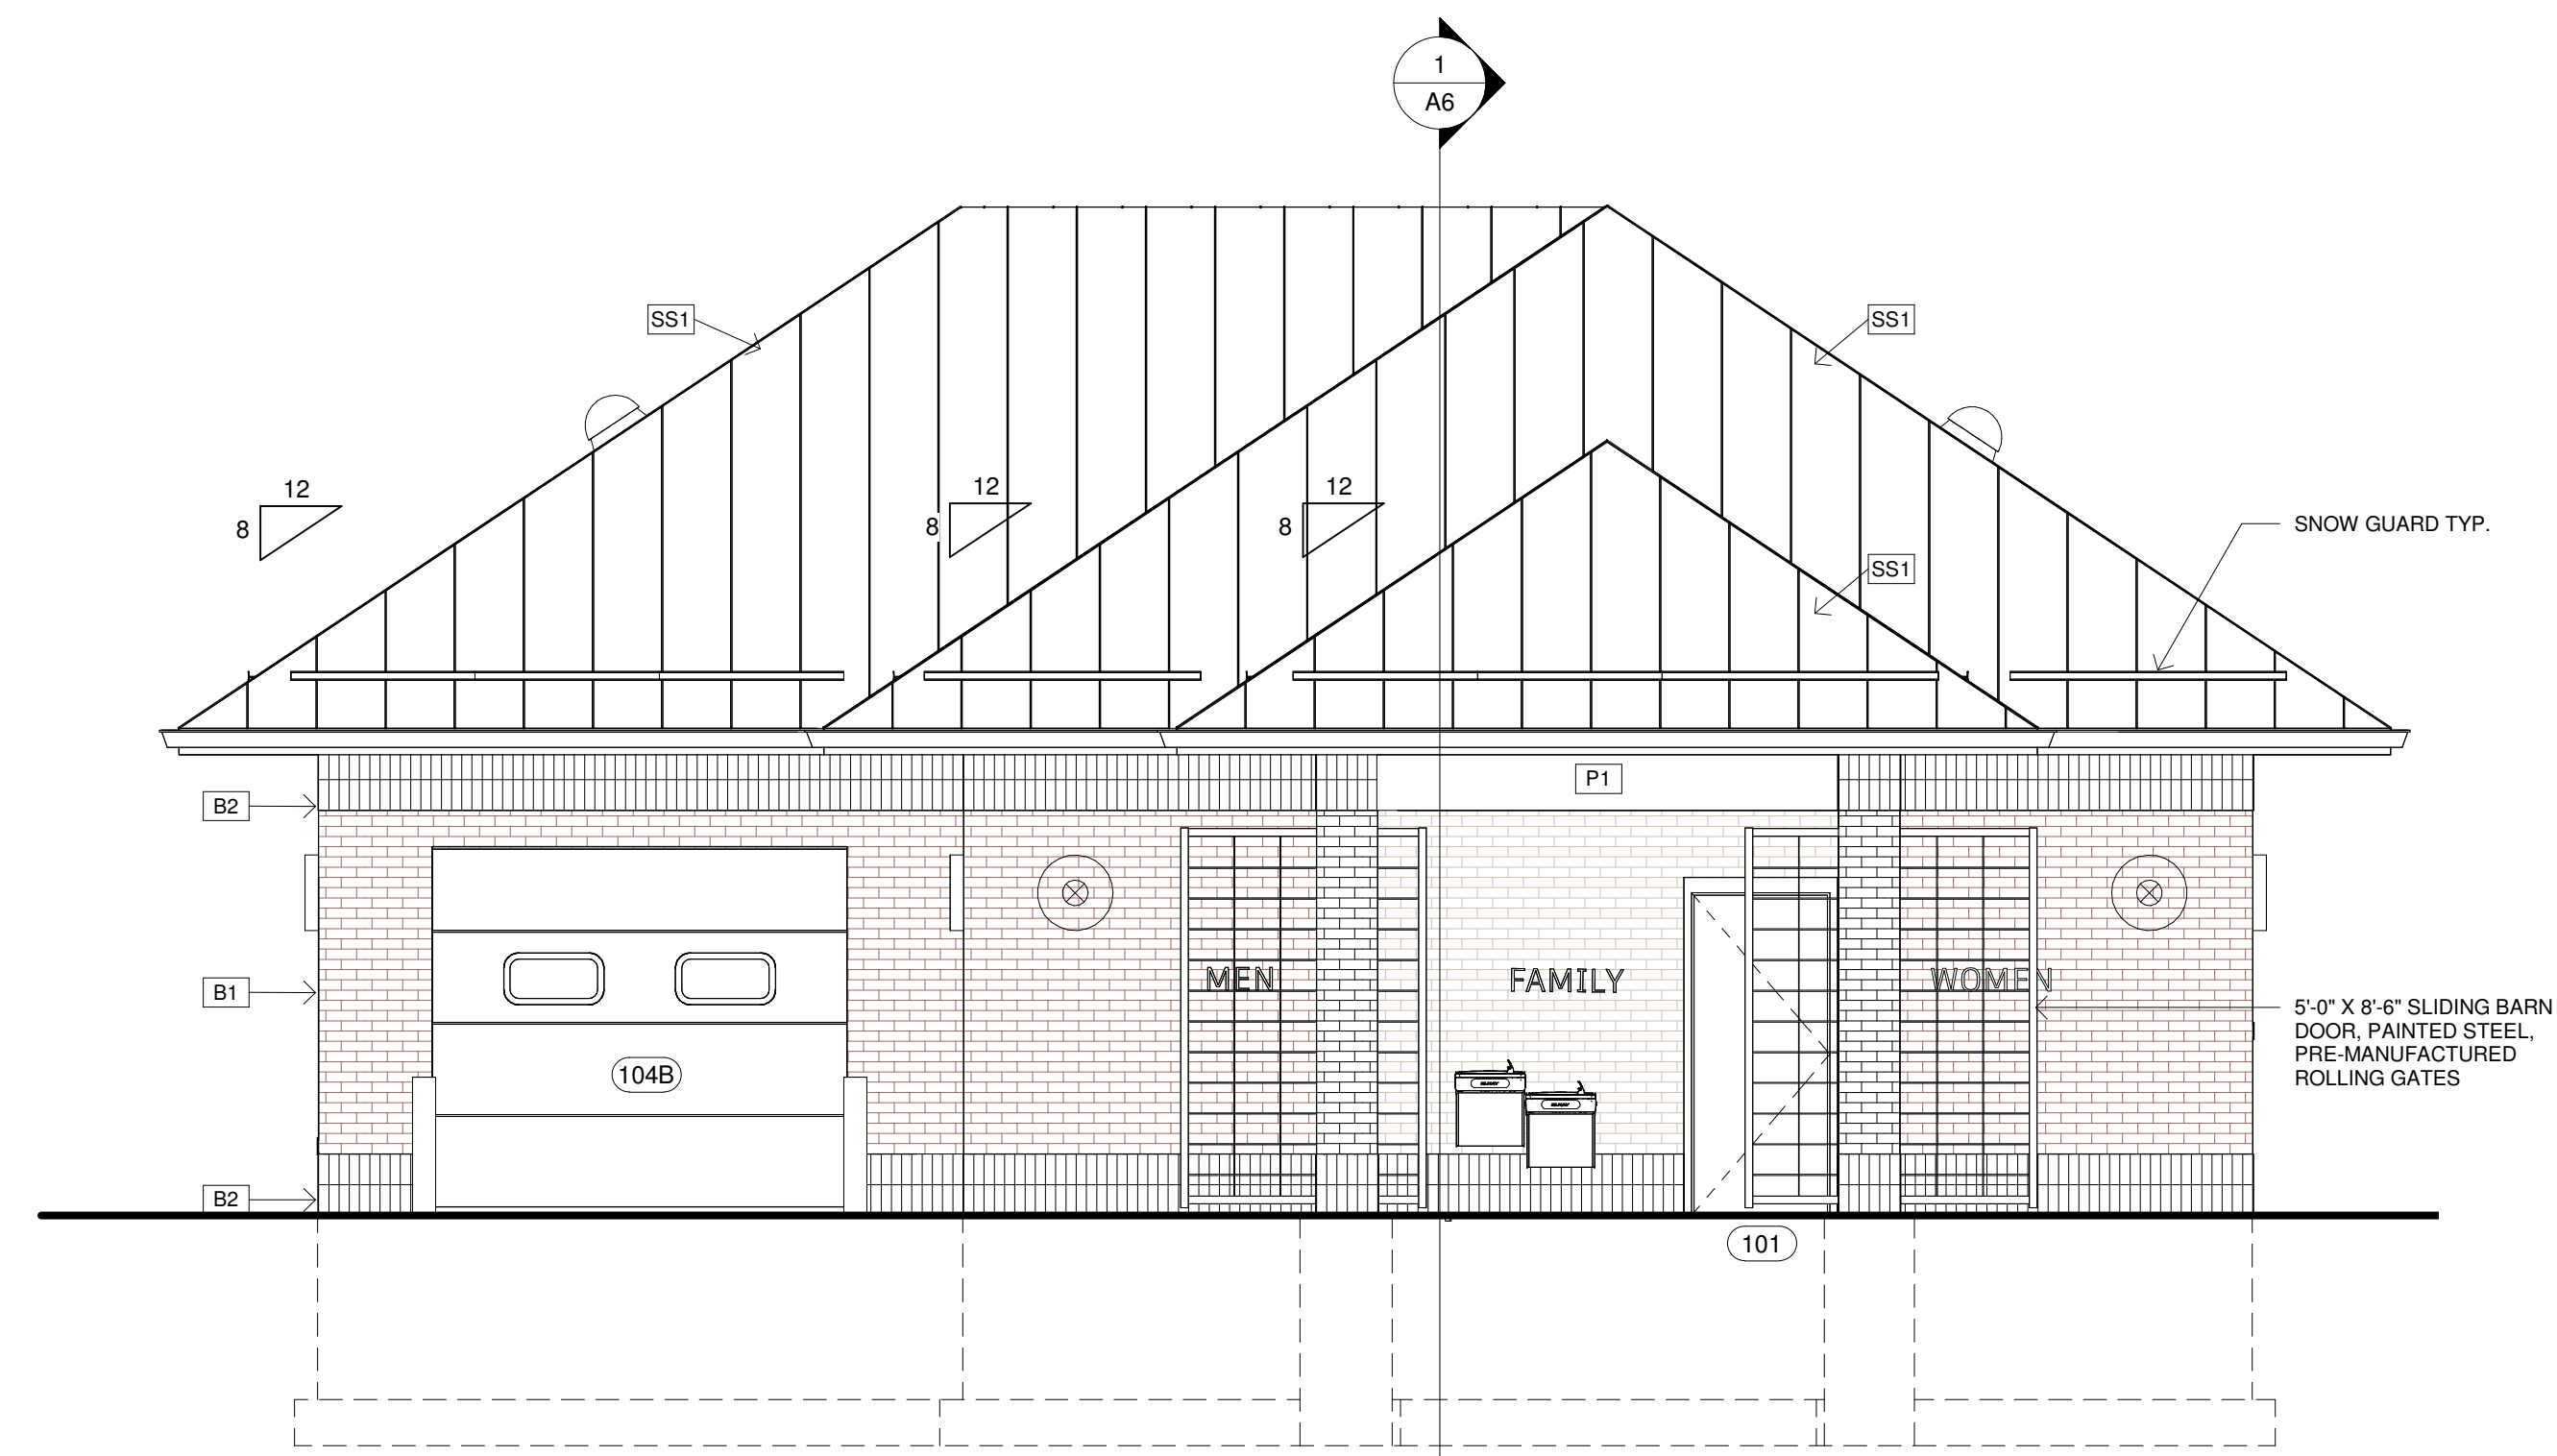 1
A6
SS1
SS1
12
8
12
8
12
8
SNOW GUARD TYP.
SS1
P1
B2
B1
MEN
FAMILY
WOMEN
5'-0" X 8'-6" SLIDING BARN
DOOR, PAINTED STEEL,
PRE-MANUFACTURED
ROLLING GATES
104B
B2
101